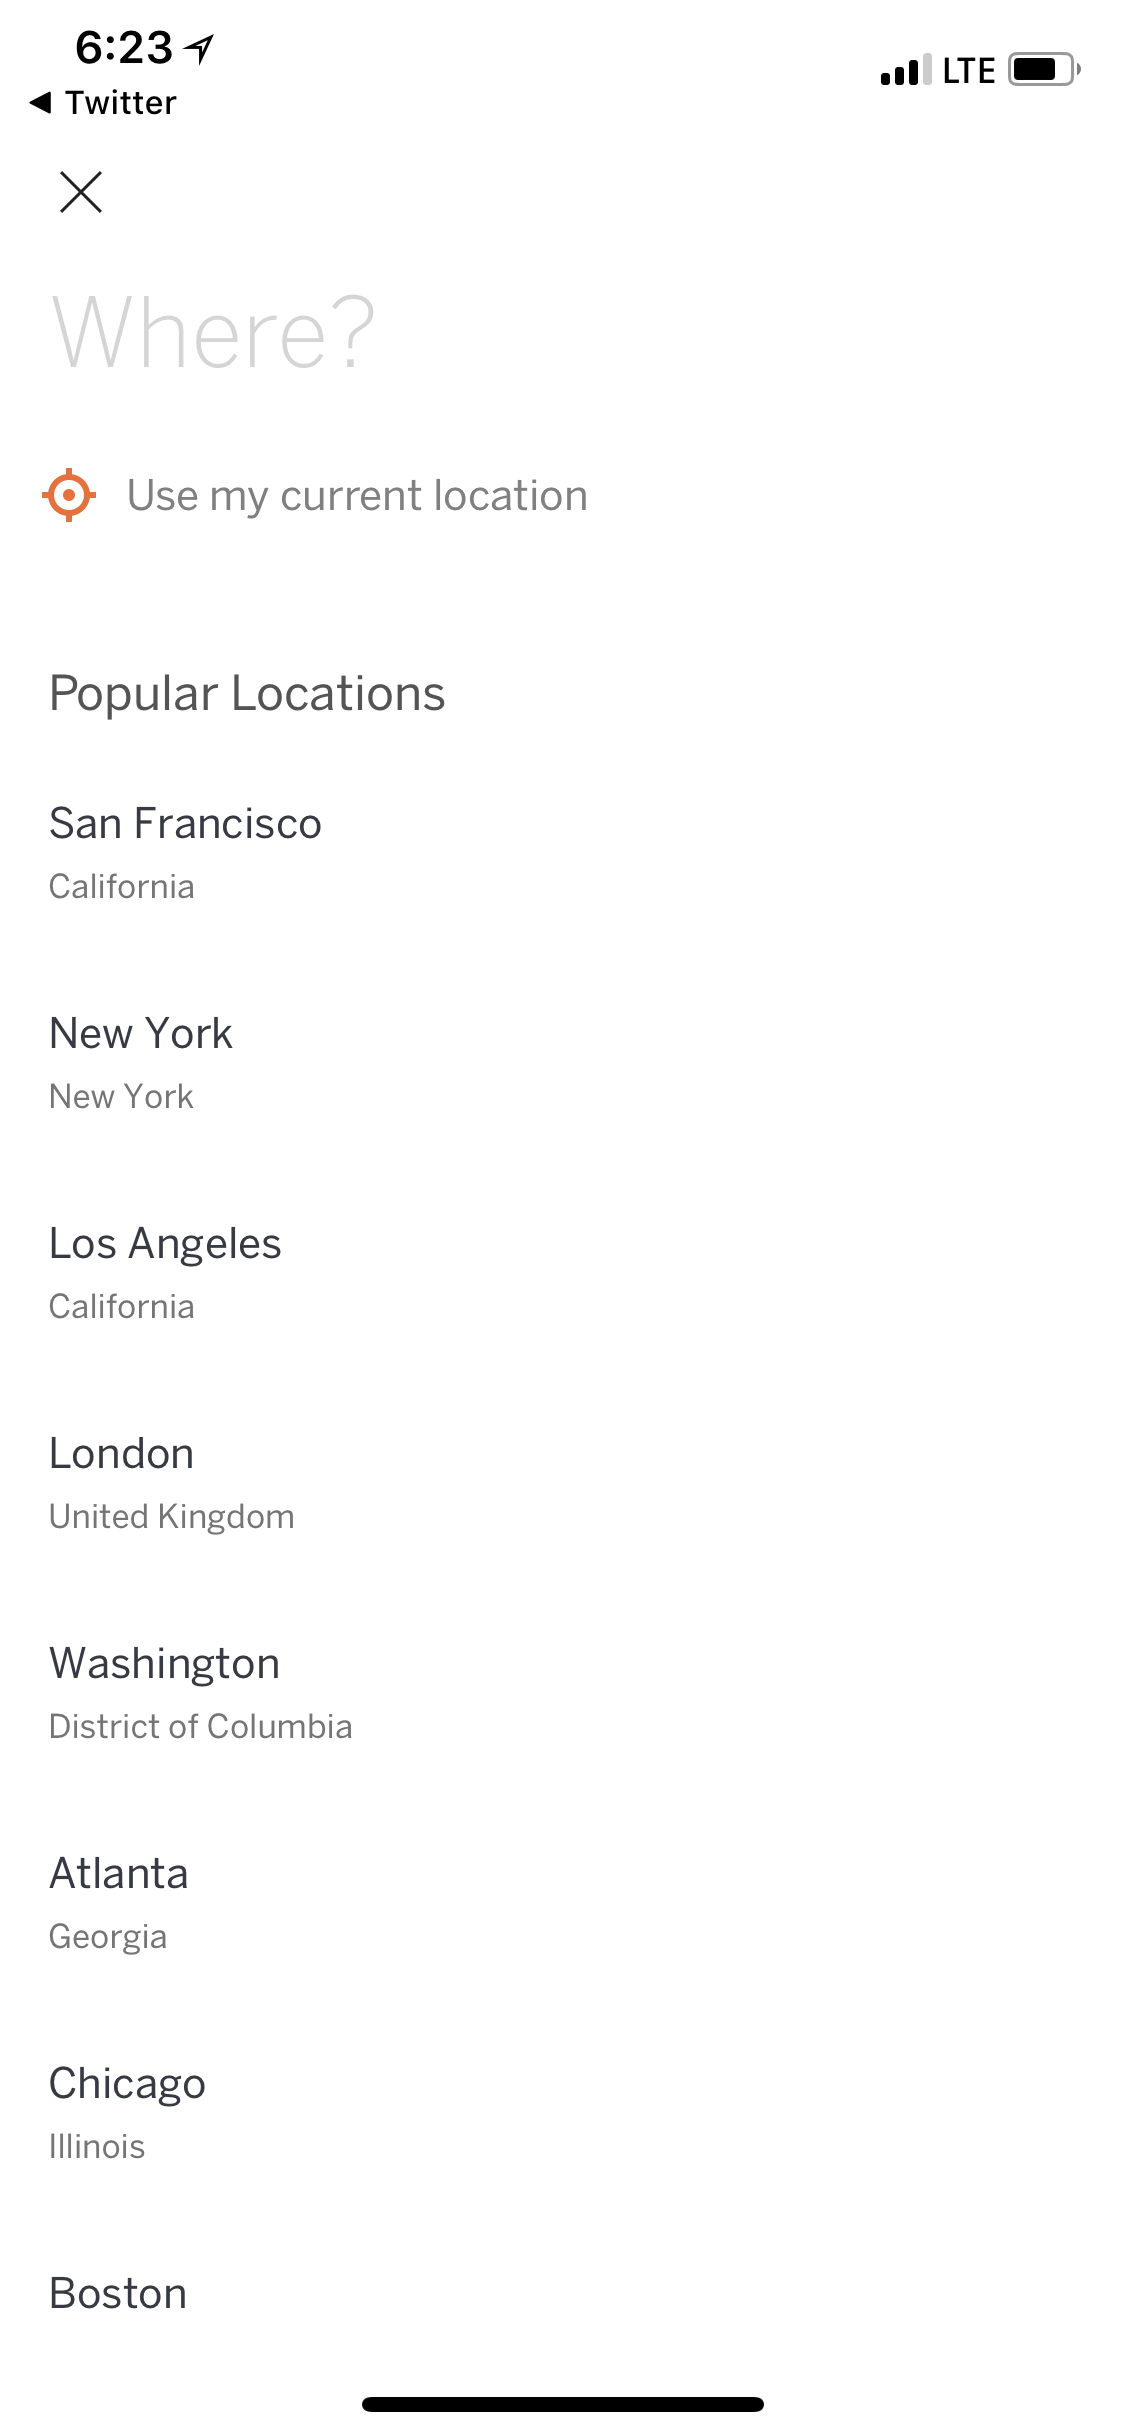 6:23
LTE
Twitter
Where?
Use my current location
Popular Locations
San Francisco
California
New York
New York
Los Angeles
California
London
United Kingdom
Washington
District of Columbia
Atlanta
Georgia
Chicago
Illinois
Boston